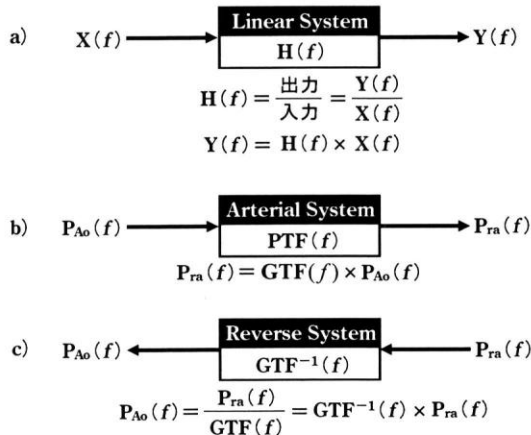 Linear System
a) X(f) H(f) Y(f)
H(f) = 出力/入力 = Y(f)/X(f)
Y(f) = H(f) × X(f)
Arterial System
b) P_Ao(f) PTF(f) P_ra(f)
P_ra(f) = GTF(f) × P_Ao(f)
Reverse System
c) P_Ao(f) GTF⁻¹(f) P_ra(f)
P_Ao(f) = P_ra(f)/GTF(f) = GTF⁻¹(f) × P_ra(f)